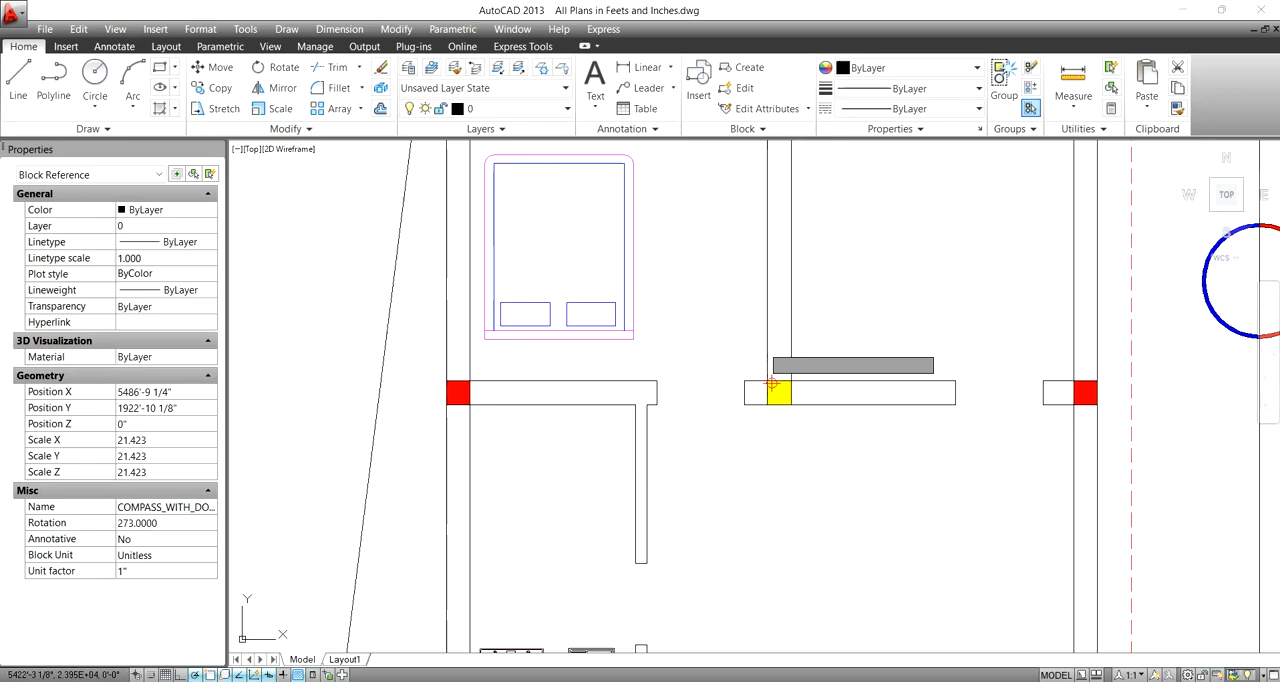 AutoCAD 2013 All Plans in Feets and Inches.dwg
File Edit View Insert Format Tools Draw Dimension Modify Parametric Window Help Express
Home Insert Annotate Layout Parametric View Manage Output Plug-ins Online Express Tools
Line Polyline Circle Arc
Move Rotate Trim
Copy Mirror Fillet
Stretch Scale Array
Unsaved Layer State
0
Text Linear
Leader
Table
Insert Create
Edit
Edit Attributes
ByLayer
ByLayer
ByLayer
Group Measure Paste
Draw Modify Layers Annotation Block Properties Groups Utilities Clipboard
Properties
[−][Top][2D Wireframe]
Block Reference
General
Color ByLayer
Layer 0
Linetype ByLayer
Linetype scale 1.000
Plot style ByColor
Lineweight ByLayer
Transparency ByLayer
Hyperlink
3D Visualization
Material ByLayer
Geometry
Position X 5486'-9 1/4"
Position Y 1922'-10 1/8"
Position Z 0"
Scale X 21.423
Scale Y 21.423
Scale Z 21.423
Misc
Name COMPASS_WITH_DO...
Rotation 273.0000
Annotative No
Block Unit Unitless
Unit factor 1"
N
W TOP E
WCS
Y
X
Model Layout1
5422'-3 1/8", 2.395E+04, 0'-0" MODEL 1:1